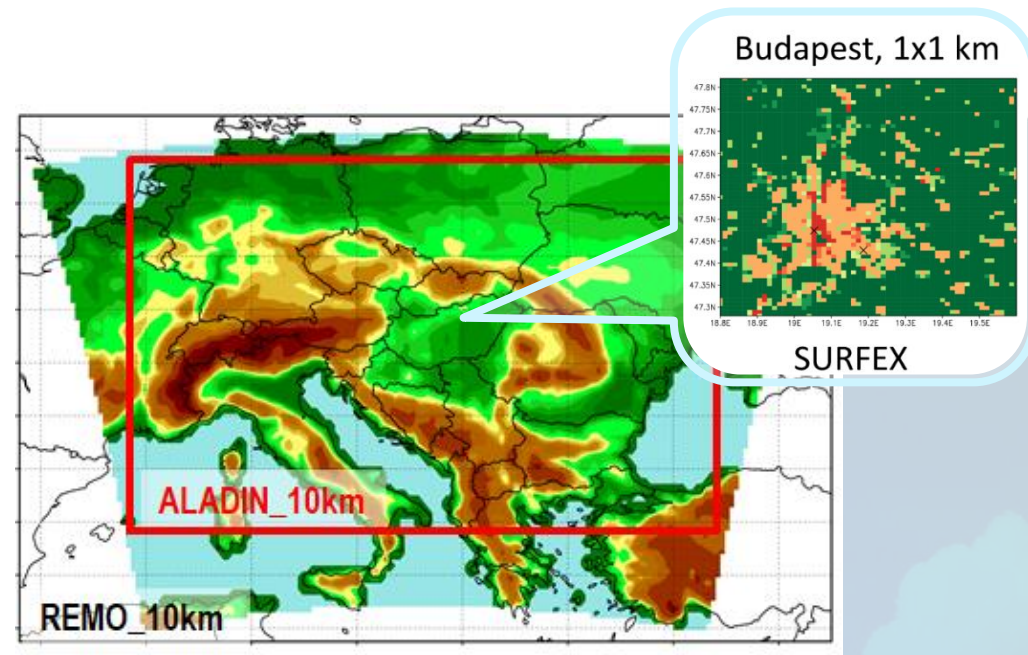 Budapest, 1x1 km
47.8N
47.75N
47.7N
47.65N
47.6N
47.55N
47.5N
47.45N
47.4N
47.35N
47.3N
18.8E 18.9E 19E 19.1E 19.2E 19.3E 19.4E 19.5E
SURFEX
ALADIN_10km
REMO_10km